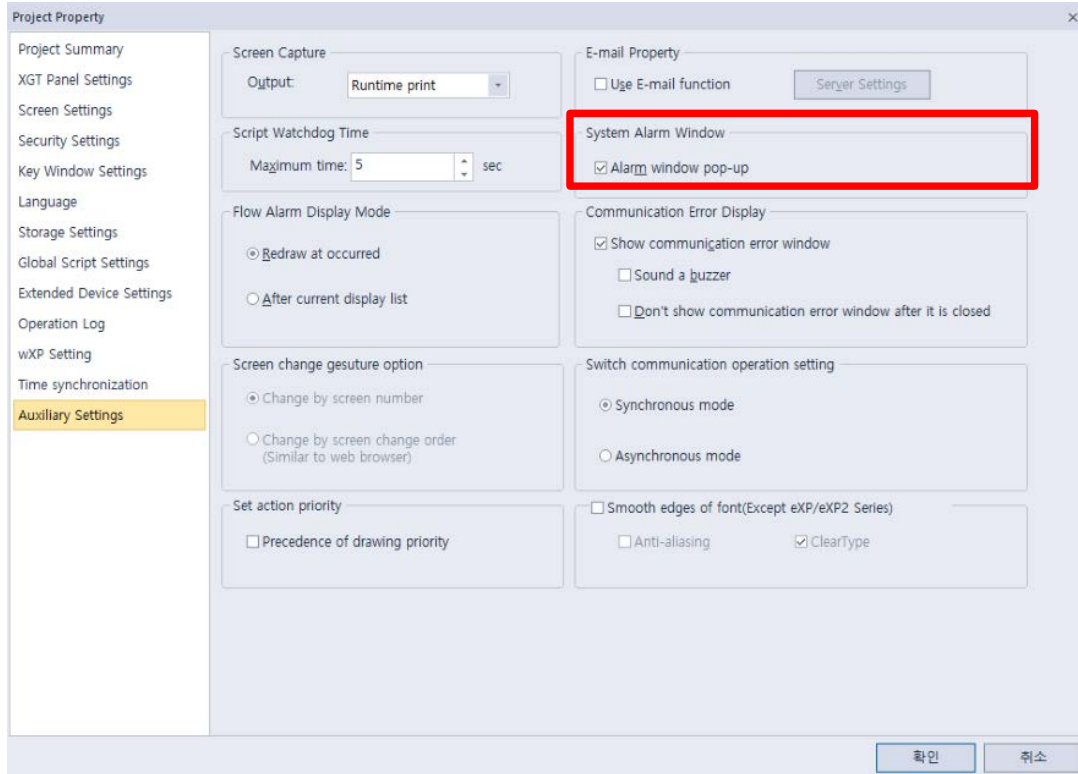 Project Property
Project Summary
XGT Panel Settings
Screen Settings
Security Settings
Key Window Settings
Language
Storage Settings
Global Script Settings
Extended Device Settings
Operation Log
wXP Setting
Time synchronization
Auxiliary Settings
Screen Capture
Output:
Runtime print
Script Watchdog Time
Maximum time: 5 sec
Flow Alarm Display Mode
Redraw at occurred
After current display list
Screen change gesuture option
Change by screen number
Change by screen change order
(Similar to web browser)
Set action priority
Precedence of drawing priority
E-mail Property
Use E-mail function
Server Settings
System Alarm Window
Alarm window pop-up
Communication Error Display
Show communication error window
Sound a buzzer
Don't show communication error window after it is closed
Switch communication operation setting
Synchronous mode
Asynchronous mode
Smooth edges of font(Except eXP/eXP2 Series)
Anti-aliasing
ClearType
확인
취소